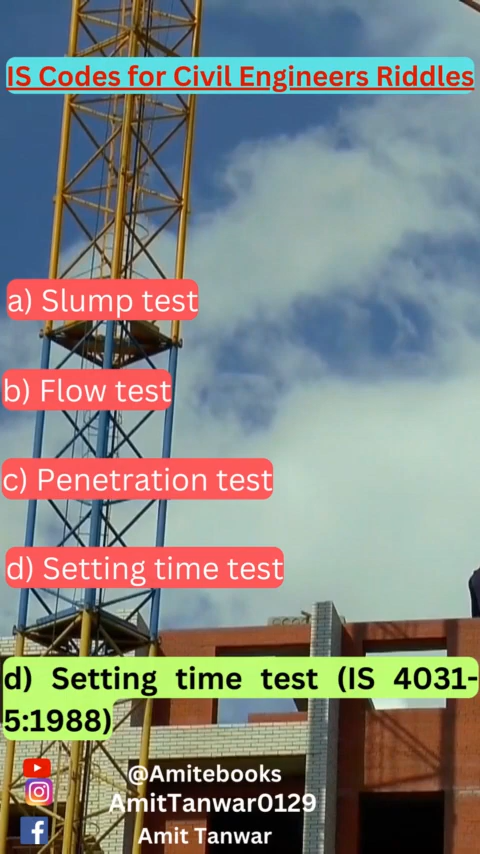 IS Codes for Civil Engineers Riddles
a) Slump test
b) Flow test
c) Penetration test
d) Setting time test
d) Setting time test (IS 4031-
5:1988)
@Amitebooks
AmitTanwar0129
Amit Tanwar